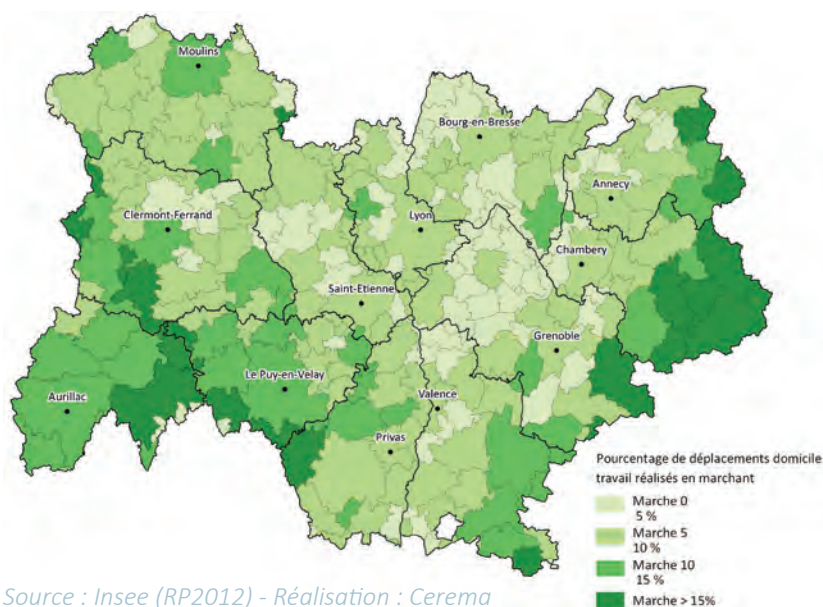 Moulins
Bourg-en-Bresse
Annecy
Clermont-Ferrand
Lyon
Chambery
Saint-Etienne
Grenoble
Le Puy-en-Velay
Valence
Aurillac
Privas
Pourcentage de déplacements domicile
travail réalisés en marchant
Marche 0
5 %
Marche 5
10 %
Marche 10
15 %
Marche > 15%
Source : Insee (RP2012) - Réalisation : Cerema